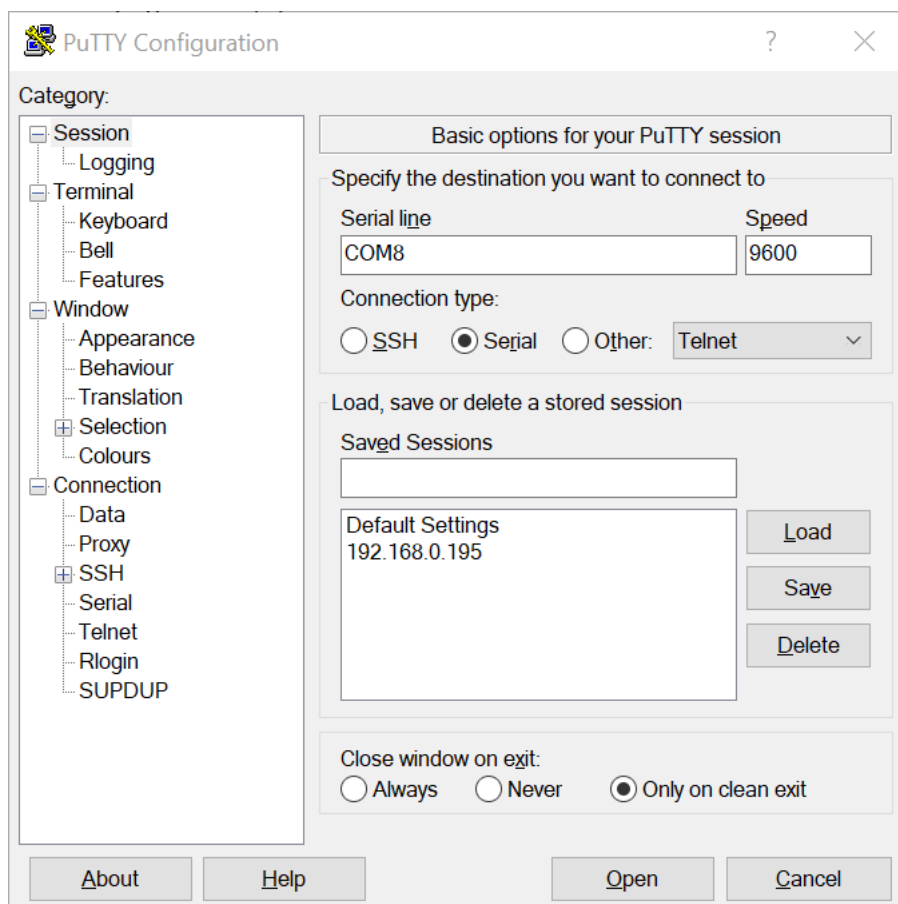 PuTTY Configuration
?
Category:
Session
Logging
Terminal
Keyboard
Bell
Features
Window
Appearance
Behaviour
Translation
Selection
Colours
Connection
Data
Proxy
SSH
Serial
Telnet
Rlogin
SUPDUP
Basic options for your PuTTY session
Specify the destination you want to connect to
Serial line Speed
COM8 9600
Connection type:
SSH Serial Other: Telnet
Load, save or delete a stored session
Saved Sessions
Default Settings
192.168.0.195
Load
Save
Delete
Close window on exit:
Always Never Only on clean exit
About Help Open Cancel